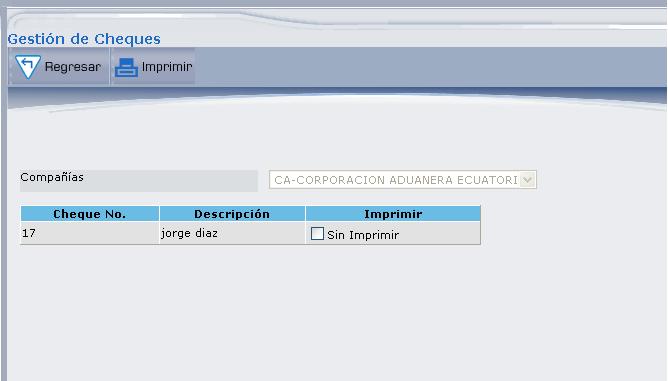 Gestión de Cheques
Regresar Imprimir
Compañías CA-CORPORACION ADUANERA ECUATORI
Cheque No. Descripción Imprimir
17 jorge diaz Sin Imprimir